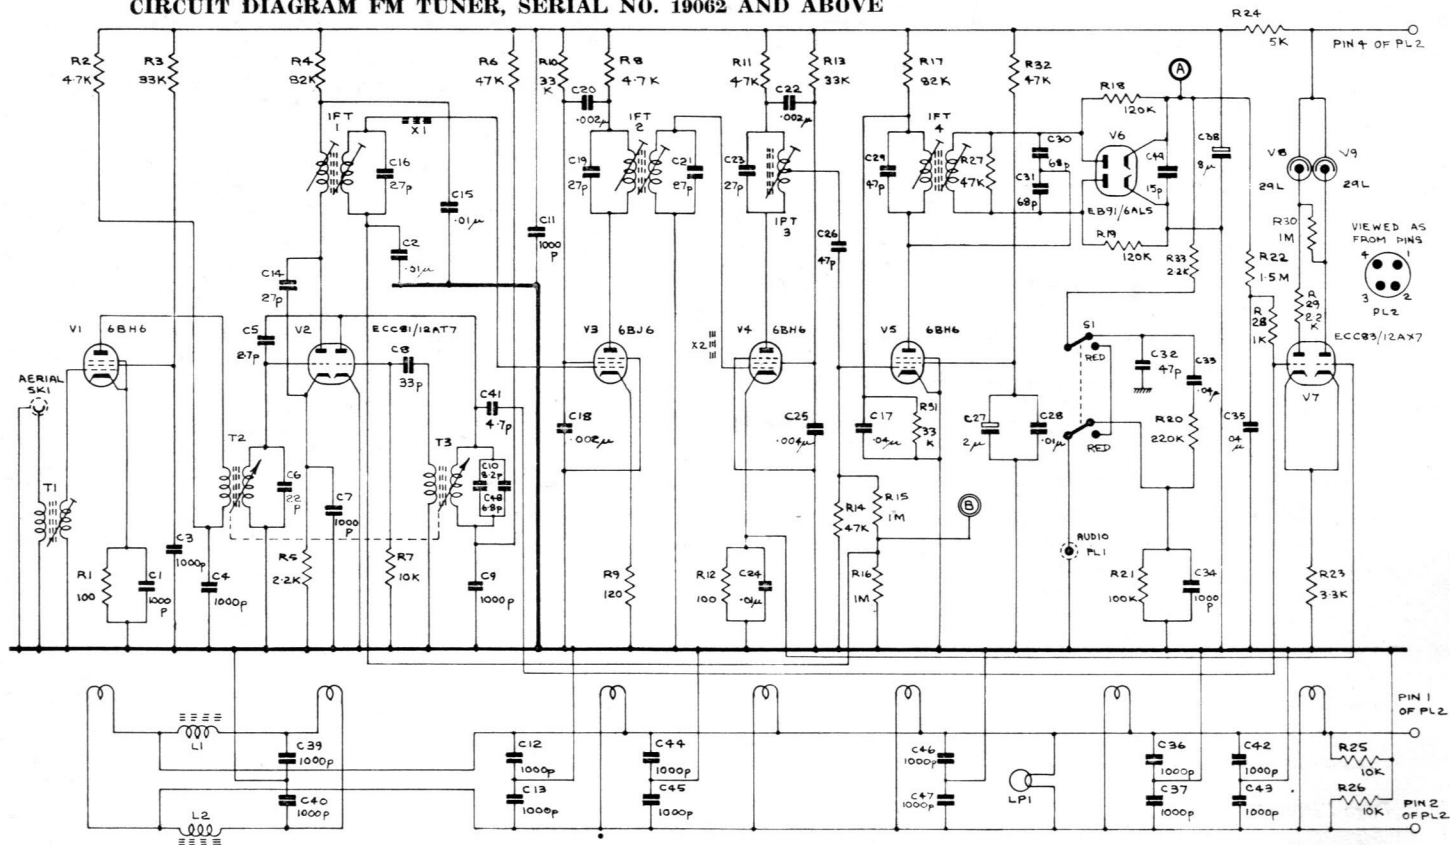 CIRCUIT DIAGRAM FM TUNER, SERIAL NO. 19062 AND ABOVE
R2
4.7K
R3
33K
R4
82K
R6
47K
R10
33
K
R8
4.7K
R11
4.7K
R13
33K
R17
82K
R32
47K
R24
5K
PIN 4 OF PL2
C20
.002μ
C22
.002μ
A
R18
120K
IFT
1
X1
C16
27p
C15
.01μ
C2
.01μ
C11
1000
P
C19
27p
IFT
2
C21
27p
C23
27p
IFT
3
C26
47p
C29
47p
IFT
4
R27
47K
C30
68p
C31
68p
V6
EB91/6AL5
C49
15p
C38
8μ
R19
120K
R33
2.2K
V8
29L
V9
29L
R30
1M
R22
1.5M
R
29
2.2
K
R
28
1K
VIEWED AS
FROM PINS
4
1
3
2
PL2
C14
27p
V1
6BH6
C5
2.7p
V2
ECC81/12AT7
C8
33p
V3
6BJ6
X2
V4
6BH6
V5
6BH6
S1
RED
RED
C32
47p
C33
.04μ
ECC83/12AX7
V7
AERIAL
SK1
C41
4.7p
C18
.002μ
C25
.004μ
C17
.04μ
R31
33
K
C27
2μ
C28
.01μ
R20
220K
C35
.04
μ
T1
T2
C6
22
P
C7
1000
P
T3
C10
8.2p
C48
6.8p
R14
47K
R15
1M
B
R16
1M
AUDIO
PL1
R1
100
C1
1000
P
C3
1000p
C4
1000p
R5
2.2K
R7
10K
C9
1000p
R9
120
R12
100
C24
.01μ
R21
100K
C34
1000
P
R23
3.3K
L1
L2
C39
1000p
C40
1000p
C12
1000p
C13
1000p
C44
1000p
C45
1000p
C46
1000p
C47
1000p
LP1
C36
1000p
C37
1000p
C42
1000p
C43
1000p
R25
10K
R26
10K
PIN 1
OF PL2
PIN 2
OF PL2